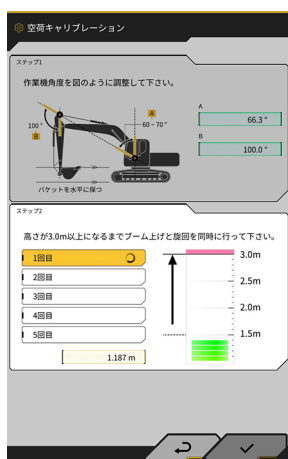 空荷キャリブレーション
ステップ1
作業機角度を図のように調整して下さい。
A
66.3 °
B
100.0 °
A
60 ~ 70 °
100 °
B
バケットを水平に保つ
ステップ2
高さが3.0m以上になるまでブーム上げと旋回を同時に行って下さい。
1回目
2回目
3回目
4回目
5回目
1.187 m
3.0m
2.5m
2.0m
1.5m